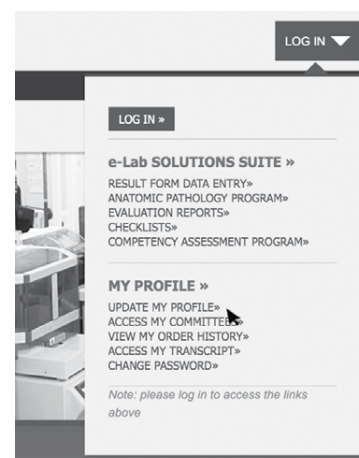 LOG IN
LOG IN »
e-Lab SOLUTIONS SUITE »
RESULT FORM DATA ENTRY»
ANATOMIC PATHOLOGY PROGRAM»
EVALUATION REPORTS»
CHECKLISTS»
COMPETENCY ASSESSMENT PROGRAM»
MY PROFILE »
UPDATE MY PROFILE»
ACCESS MY COMMITTEES»
VIEW MY ORDER HISTORY»
ACCESS MY TRANSCRIPT»
CHANGE PASSWORD»
Note: please log in to access the links
above